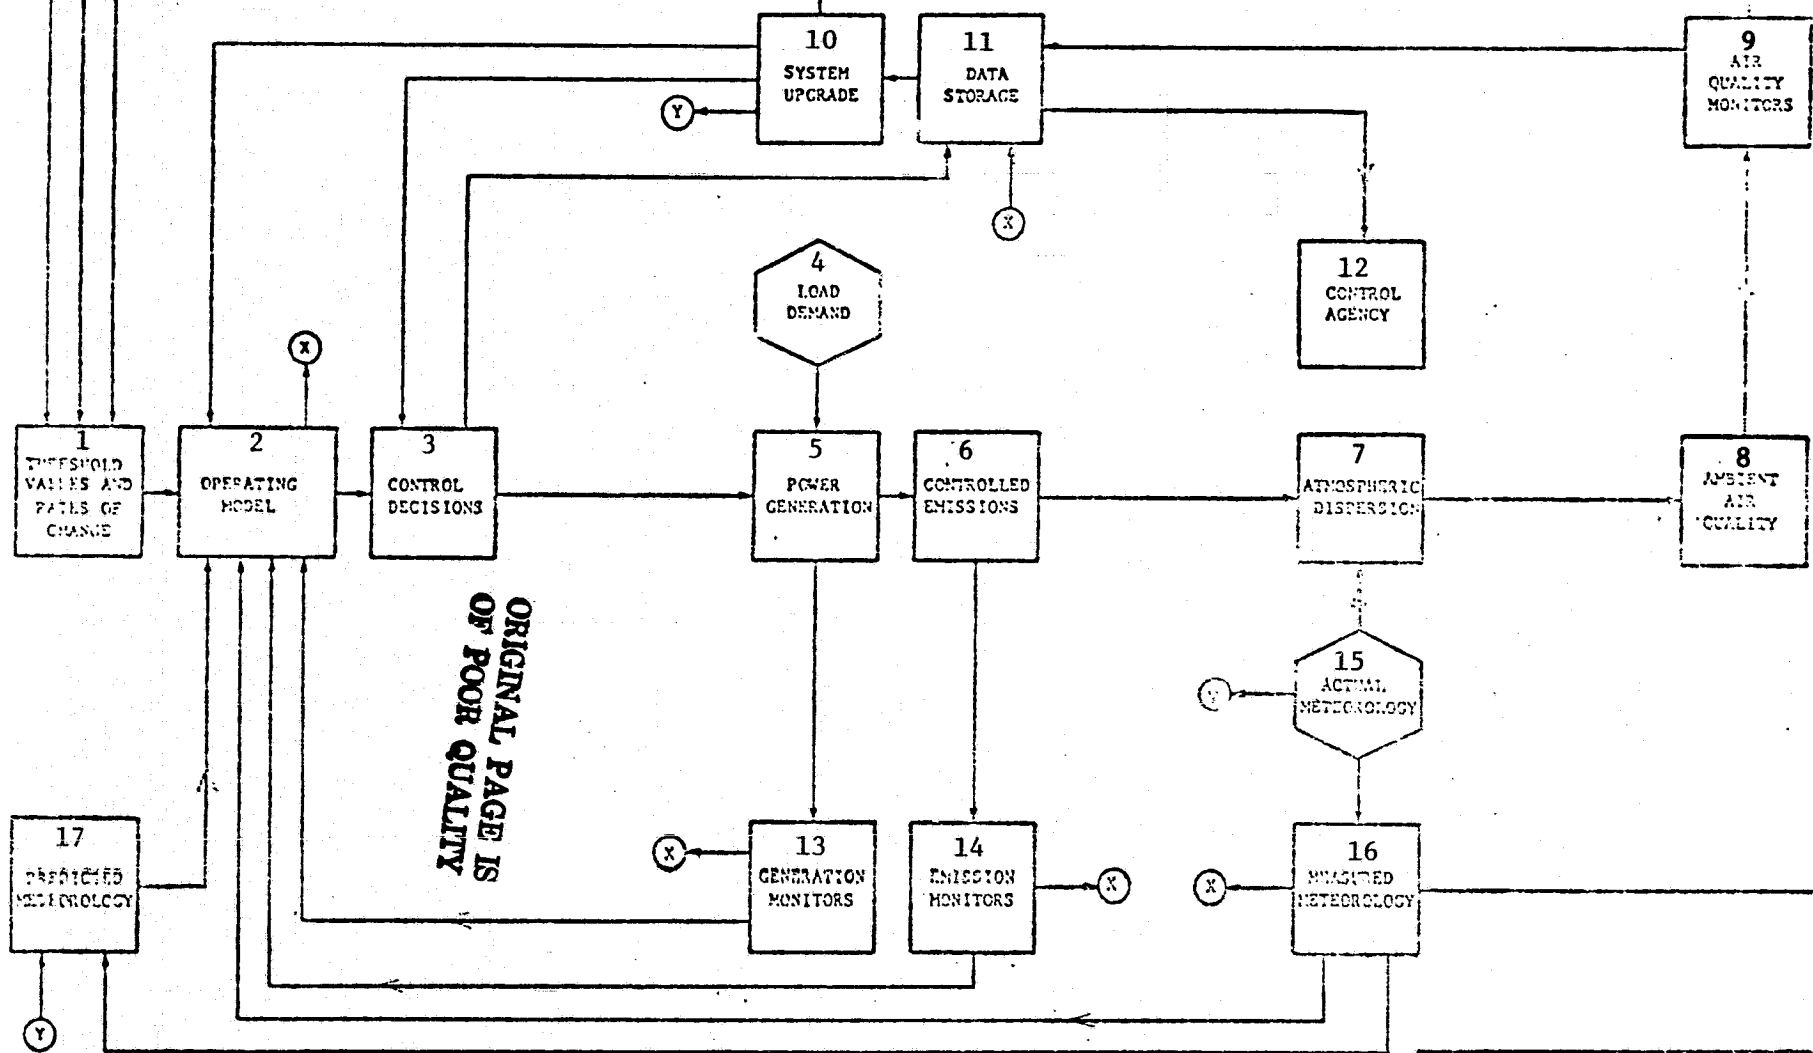 10
SYSTEM
UPGRADE
11
DATA
STORAGE
9
AIR
QUALITY
MONITORS
Y
X
4
LOAD
DEMAND
12
CONTROL
AGENCY
X
1
THRESHOLD
VALUES AND
RATES OF
CHANGE
2
OPERATING
MODEL
3
CONTROL
DECISIONS
5
POWER
GENERATION
6
CONTROLLED
EMISSIONS
7
ATMOSPHERIC
DISPERSION
8
AMBIENT
AIR
QUALITY
ORIGINAL PAGE IS
OF POOR QUALITY
15
ACTUAL
METEOROLOGY
Y
17
PREDICTED
METEOROLOGY
X
13
GENERATION
MONITORS
14
EMISSION
MONITORS
X
X
16
MEASURED
METEOROLOGY
Y